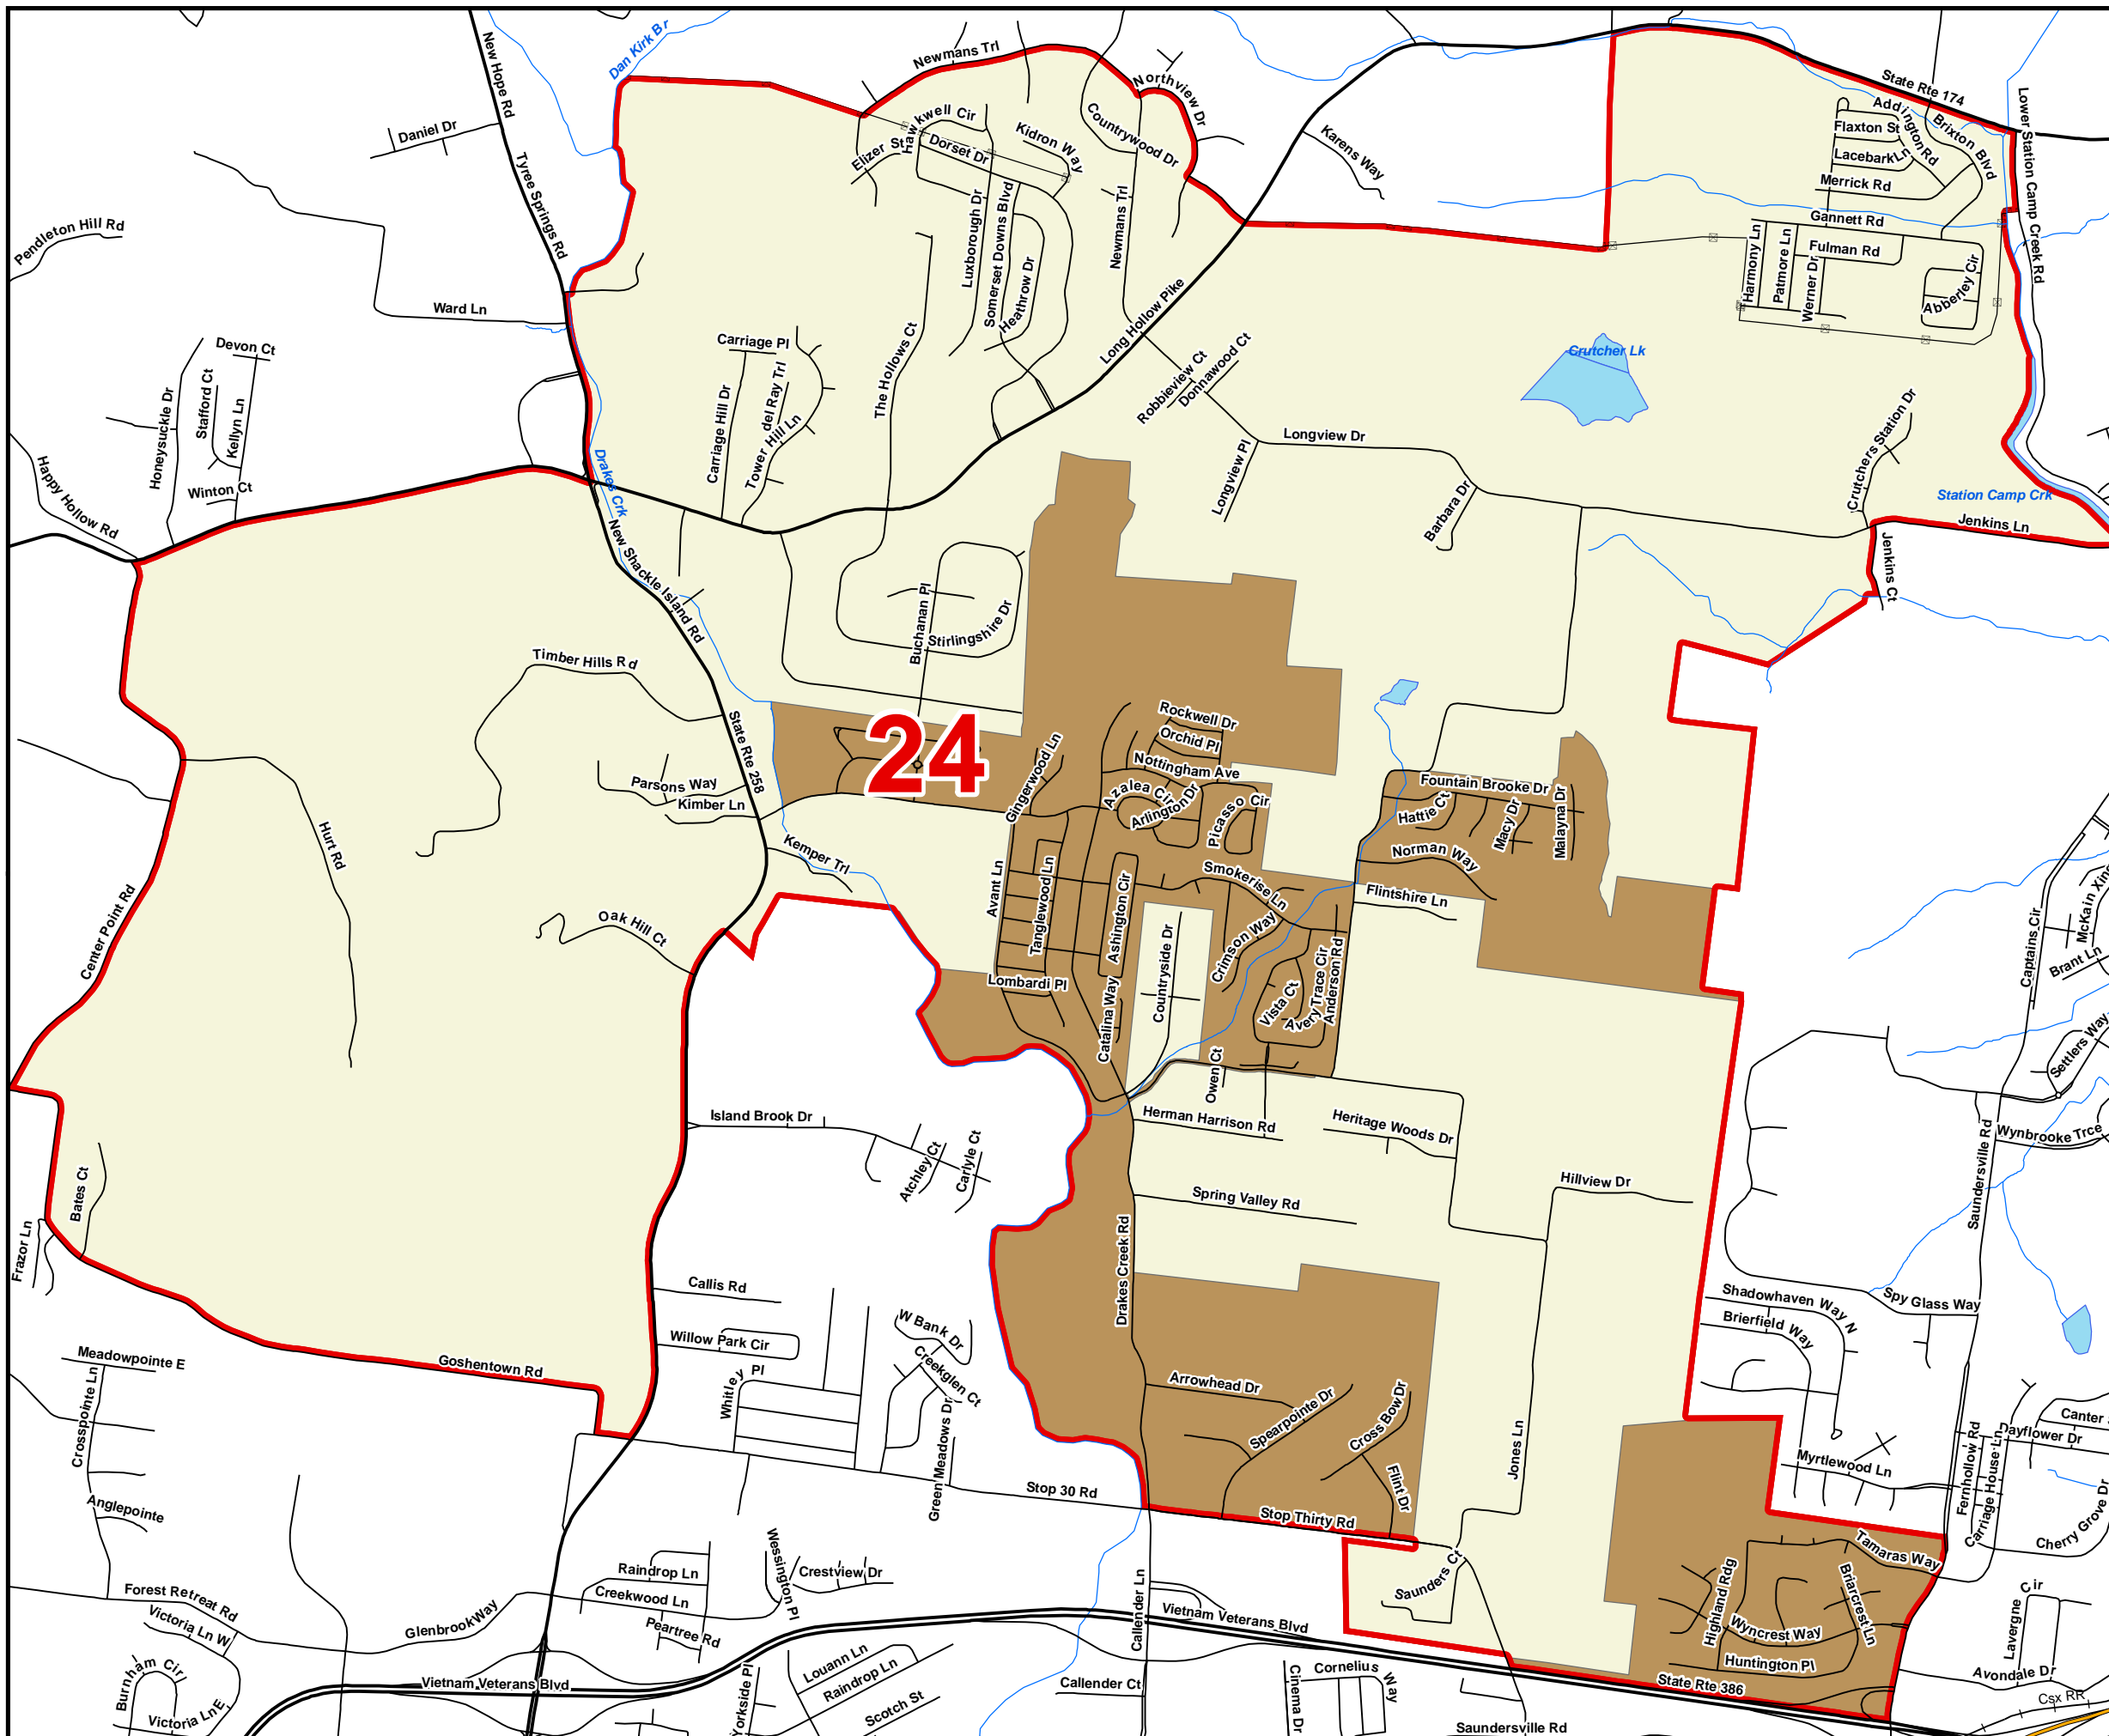 New Hope Rd
Dan Kirk Br
Newmans Trl
Northview Dr
State Rte 174
Lower Station Camp Creek Rd
Daniel Dr
Tyree Springs Rd
Elizer St
Hawkwell Cir
Dorset Dr
Kidron Way
Countrywood Dr
Karens Way
Addington Rd
Flaxton St
Brixton Blvd
Lacebark Ln
Merrick Rd
Gannett Rd
Fulman Rd
Harmony Ln
Patmore Ln
Werner Dr
Abberley Cir
Pendleton Hill Rd
Ward Ln
Luxborough Dr
Somerset Downs Blvd
Heathrow Dr
Newmans Trl
Long Hollow Pike
Devon Ct
Stafford Ct
Kellyn Ln
Honeysuckle Dr
Winton Ct
Happy Hollow Rd
Carriage Pl
Carriage Hill Dr
del Ray Trl
Tower Hill Ln
The Hollows Ct
Robbieview Ct
Donnawood Ct
Crutcher Lk
Longview Dr
Longview Pl
Barbara Dr
Crutchers Station Dr
Station Camp Crk
Jenkins Ln
Jenkins Ct
Drakes Crk
New Shackle Island Rd
Buchanan Pl
Stirlingshire Dr
Timber Hills Rd
State Rte 258
Parsons Way
Kimber Ln
Kemper Trl
24
Gingerwood Ln
Rockwell Dr
Orchid Pl
Nottingham Ave
Azalea Cir
Arlington Dr
Picasso Cir
Fountain Brooke Dr
Hattie Ct
Macy Dr
Malayna Dr
Norman Way
Flintshire Ln
Smokerise Ln
Crimson Way
Avant Ln
Tanglewood Ln
Ashington Cir
Lombardi Pl
Catalina Way
Countryside Dr
Vista Ct
Avery Trace Cir
Anderson Rd
Owen Ct
Hurt Rd
Center Point Rd
Oak Hill Ct
Captains Cir
Brant Ln
Settlers Way
Saundersville Rd
Wynbrooke Trce
Island Brook Dr
Atchley Ct
Carlyle Ct
Herman Harrison Rd
Heritage Woods Dr
Hillview Dr
Spring Valley Rd
Bates Ct
Frazor Ln
Drakes Creek Rd
Callis Rd
Willow Park Cir
W Bank Dr
Creekglen Ct
Whitley Pl
Green Meadows Dr
Shadowhaven Way N
Brierfield Way
Spy Glass Way
Goshentown Rd
Meadowpointe E
Crosspointe Ln
Anglepointe
Arrowhead Dr
Spearpointe Dr
Cross Bow Dr
Flint Dr
Jones Ln
Stop 30 Rd
Stop Thirty Rd
Saunders Ct
Myrtlewood Ln
Fernhollow Rd
Carriage House Ln
Canter
Dayflower Dr
Cherry Grove Dr
Tamaras Way
Highland Rdg
Briarcrest Ln
Wyncrest Way
Huntington Pl
State Rte 386
Lavergne Cir
Avondale Dr
Csx RR
Forest Retreat Rd
Victoria Ln W
Burnham Cir
Victoria Ln E
Glenbrook Way
Raindrop Ln
Creekwood Ln
Peartree Rd
Wessington Pl
Crestview Dr
Vietnam Veterans Blvd
Vietnam Veterans Blvd
Yorkside Pl
Louann Ln
Raindrop Ln
Scotch St
Callender Ln
Callender Ct
Cinema Dr
Cornelius Way
Saundersville Rd